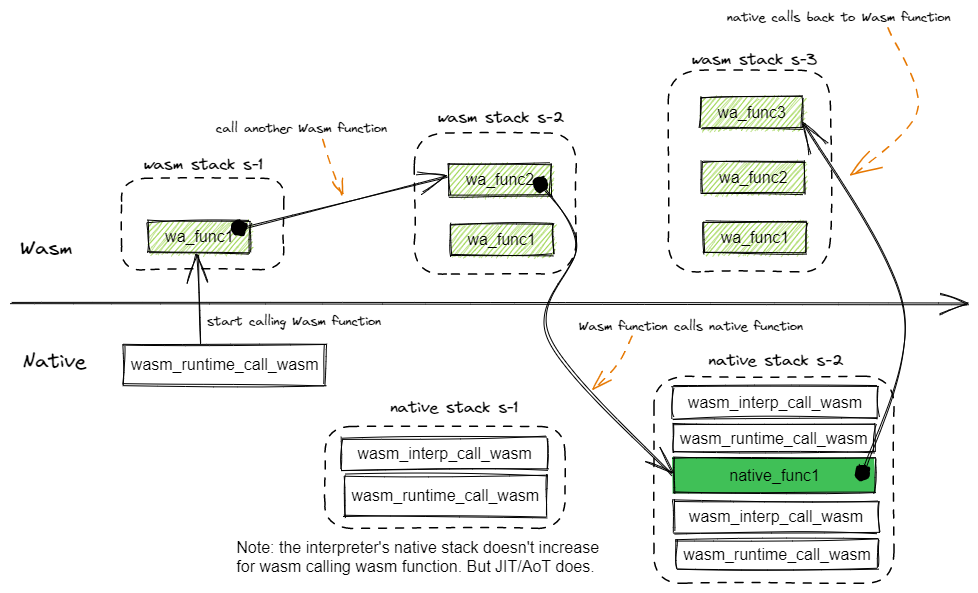 native calls back to Wasm function
wasm stack s-3
wa_func3
wa_func2
wa_func1
wasm stack s-2
wa_func2
wa_func1
call another Wasm function
wasm stack s-1
wa_func1
Wasm
start calling Wasm function
Native
wasm_runtime_call_wasm
Wasm function calls native function
native stack s-1
wasm_interp_call_wasm
wasm_runtime_call_wasm
native stack s-2
wasm_interp_call_wasm
wasm_runtime_call_wasm
native_func1
wasm_interp_call_wasm
wasm_runtime_call_wasm
Note: the interpreter's native stack doesn't increase
for wasm calling wasm function. But JIT/AoT does.